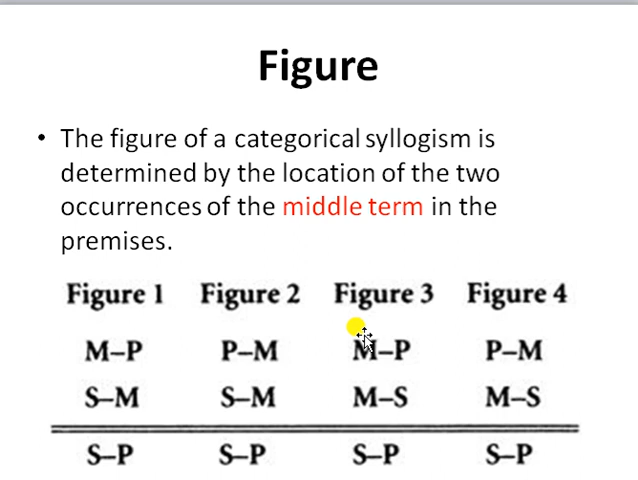 Figure
• The figure of a categorical syllogism is
determined by the location of the two
occurrences of the middle term in the
premises.
Figure 1 Figure 2 Figure 3 Figure 4
M–P P–M M–P P–M
S–M S–M M–S M–S
S–P S–P S–P S–P